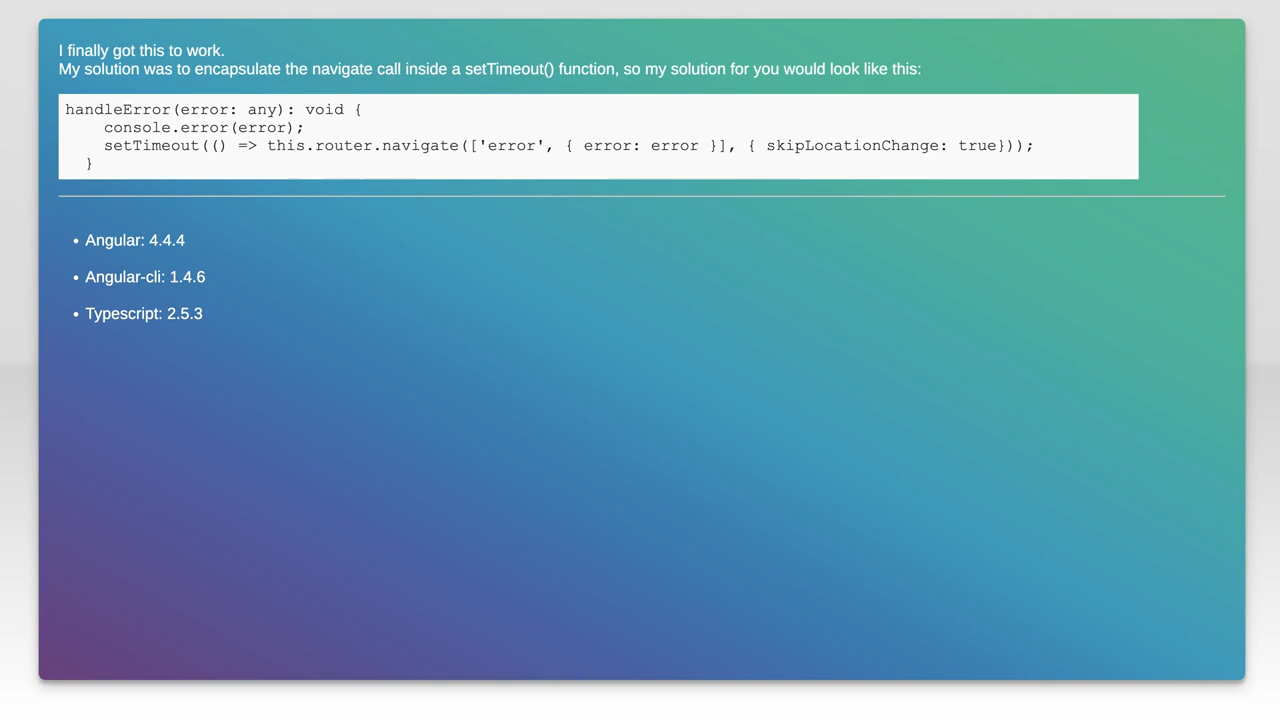 I finally got this to work.
My solution was to encapsulate the navigate call inside a setTimeout() function, so my solution for you would look like this:
handleError(error: any): void {
    console.error(error);
    setTimeout(() => this.router.navigate(['error', { error: error }], { skipLocationChange: true}));
  }
• Angular: 4.4.4
• Angular-cli: 1.4.6
• Typescript: 2.5.3